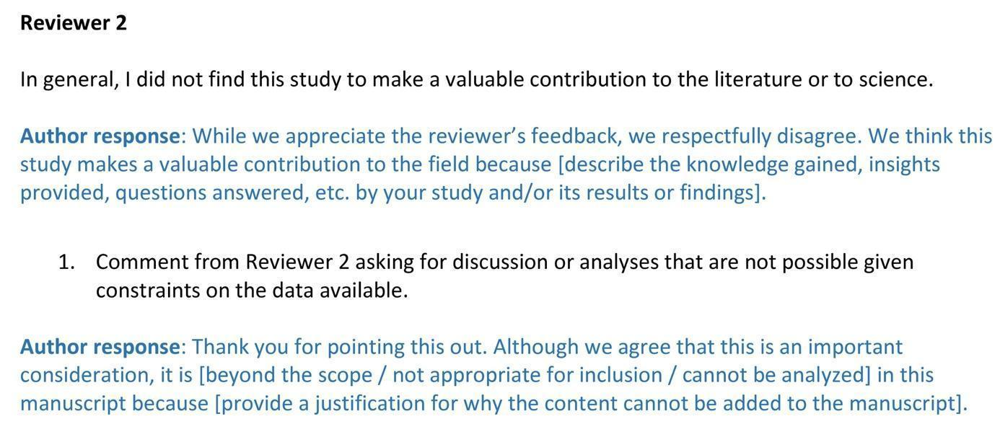 Reviewer 2
In general, I did not find this study to make a valuable contribution to the literature or to science.
Author response: While we appreciate the reviewer’s feedback, we respectfully disagree. We think this
study makes a valuable contribution to the field because [describe the knowledge gained, insights
provided, questions answered, etc. by your study and/or its results or findings].
1. Comment from Reviewer 2 asking for discussion or analyses that are not possible given
constraints on the data available.
Author response: Thank you for pointing this out. Although we agree that this is an important
consideration, it is [beyond the scope / not appropriate for inclusion / cannot be analyzed] in this
manuscript because [provide a justification for why the content cannot be added to the manuscript].